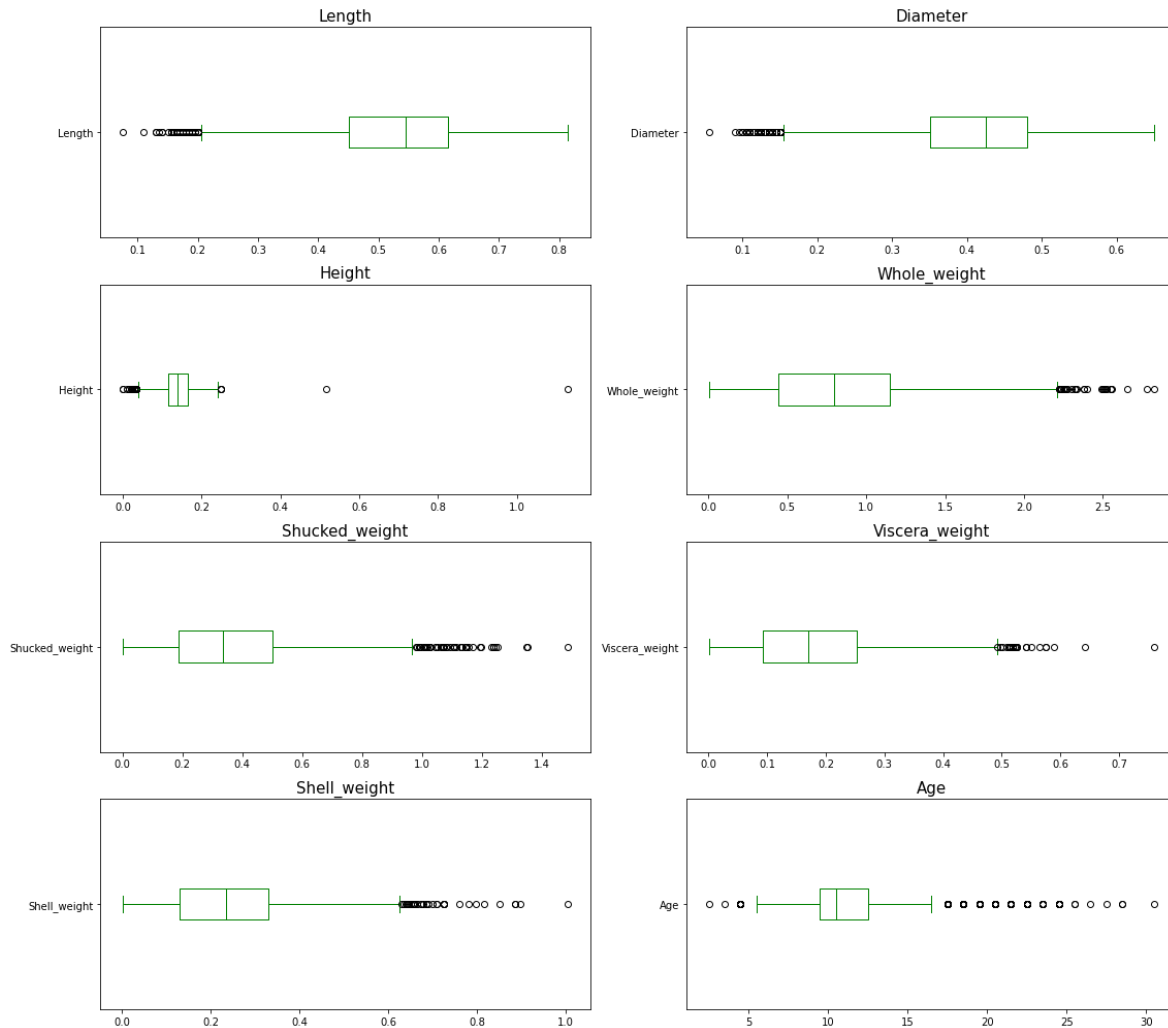 Length
Length
0.1 0.2 0.3 0.4 0.5 0.6 0.7 0.8
Diameter
Diameter
0.1 0.2 0.3 0.4 0.5 0.6
Height
Height
0.0 0.2 0.4 0.6 0.8 1.0
Whole_weight
Whole_weight
0.0 0.5 1.0 1.5 2.0 2.5
Shucked_weight
Shucked_weight
0.0 0.2 0.4 0.6 0.8 1.0 1.2 1.4
Viscera_weight
Viscera_weight
0.0 0.1 0.2 0.3 0.4 0.5 0.6 0.7
Shell_weight
Shell_weight
0.0 0.2 0.4 0.6 0.8 1.0
Age
Age
5 10 15 20 25 30